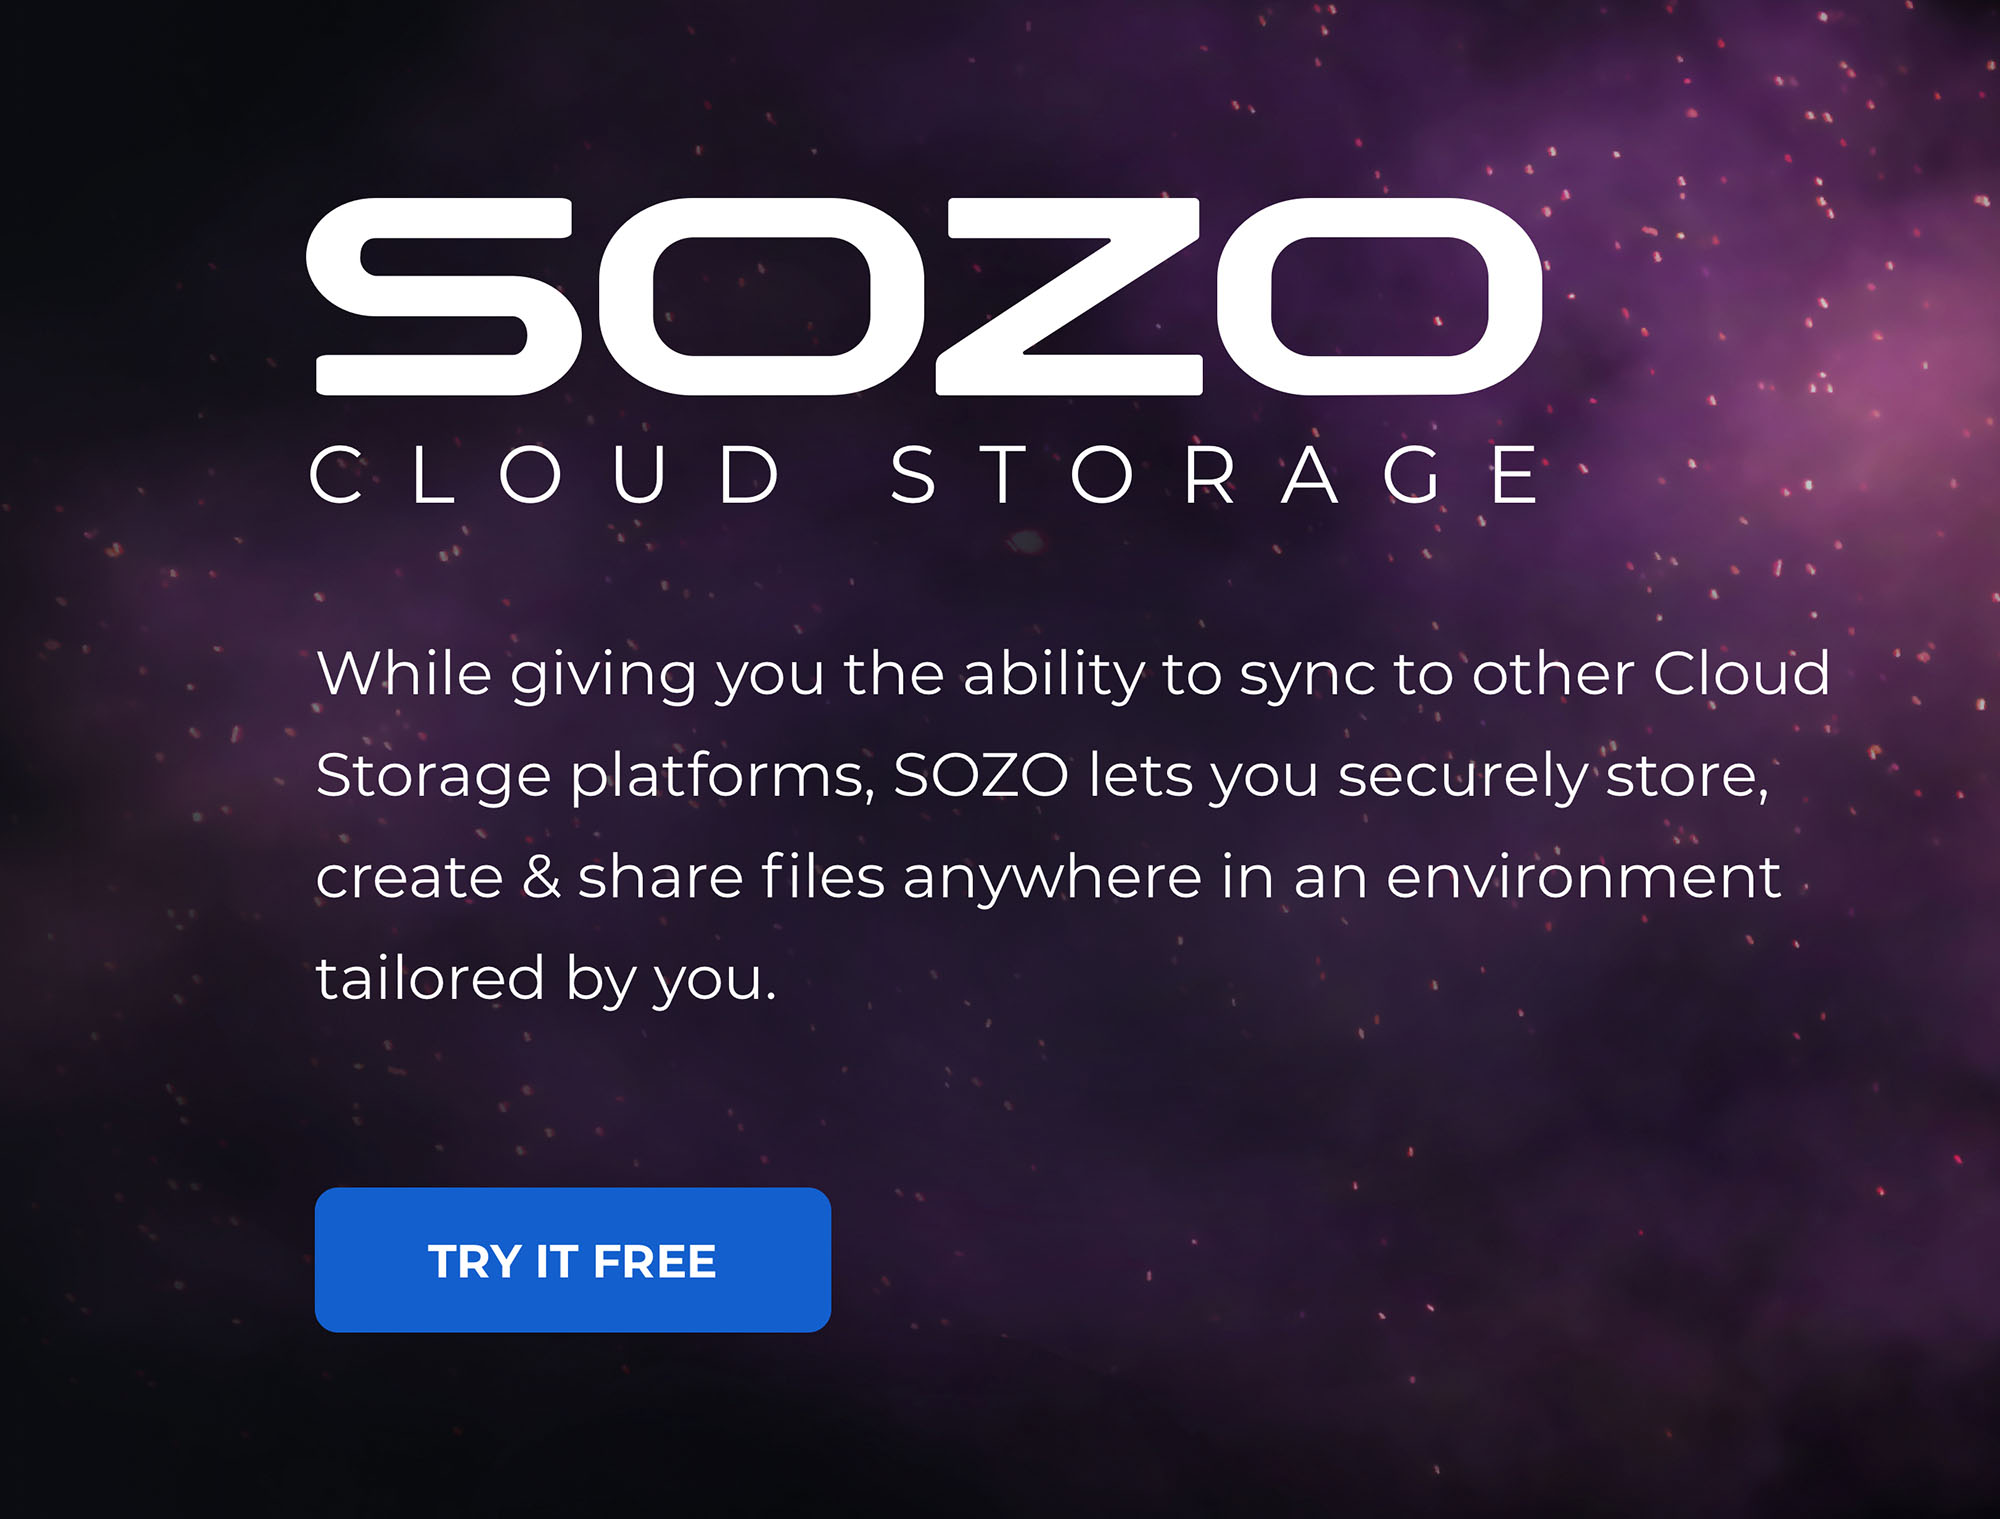 SOZO
CLOUD STORAGE
While giving you the ability to sync to other Cloud
Storage platforms, SOZO lets you securely store,
create & share files anywhere in an environment
tailored by you.
TRY IT FREE